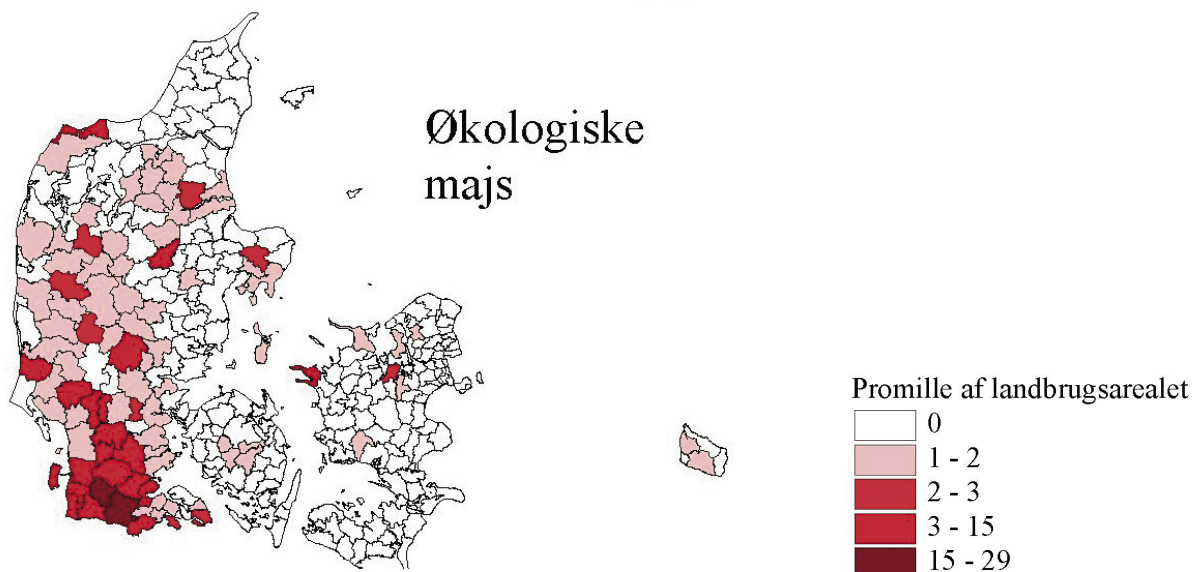 Økologiske
majs
Promille af landbrugsarealet
0
1 - 2
2 - 3
3 - 15
15 - 29